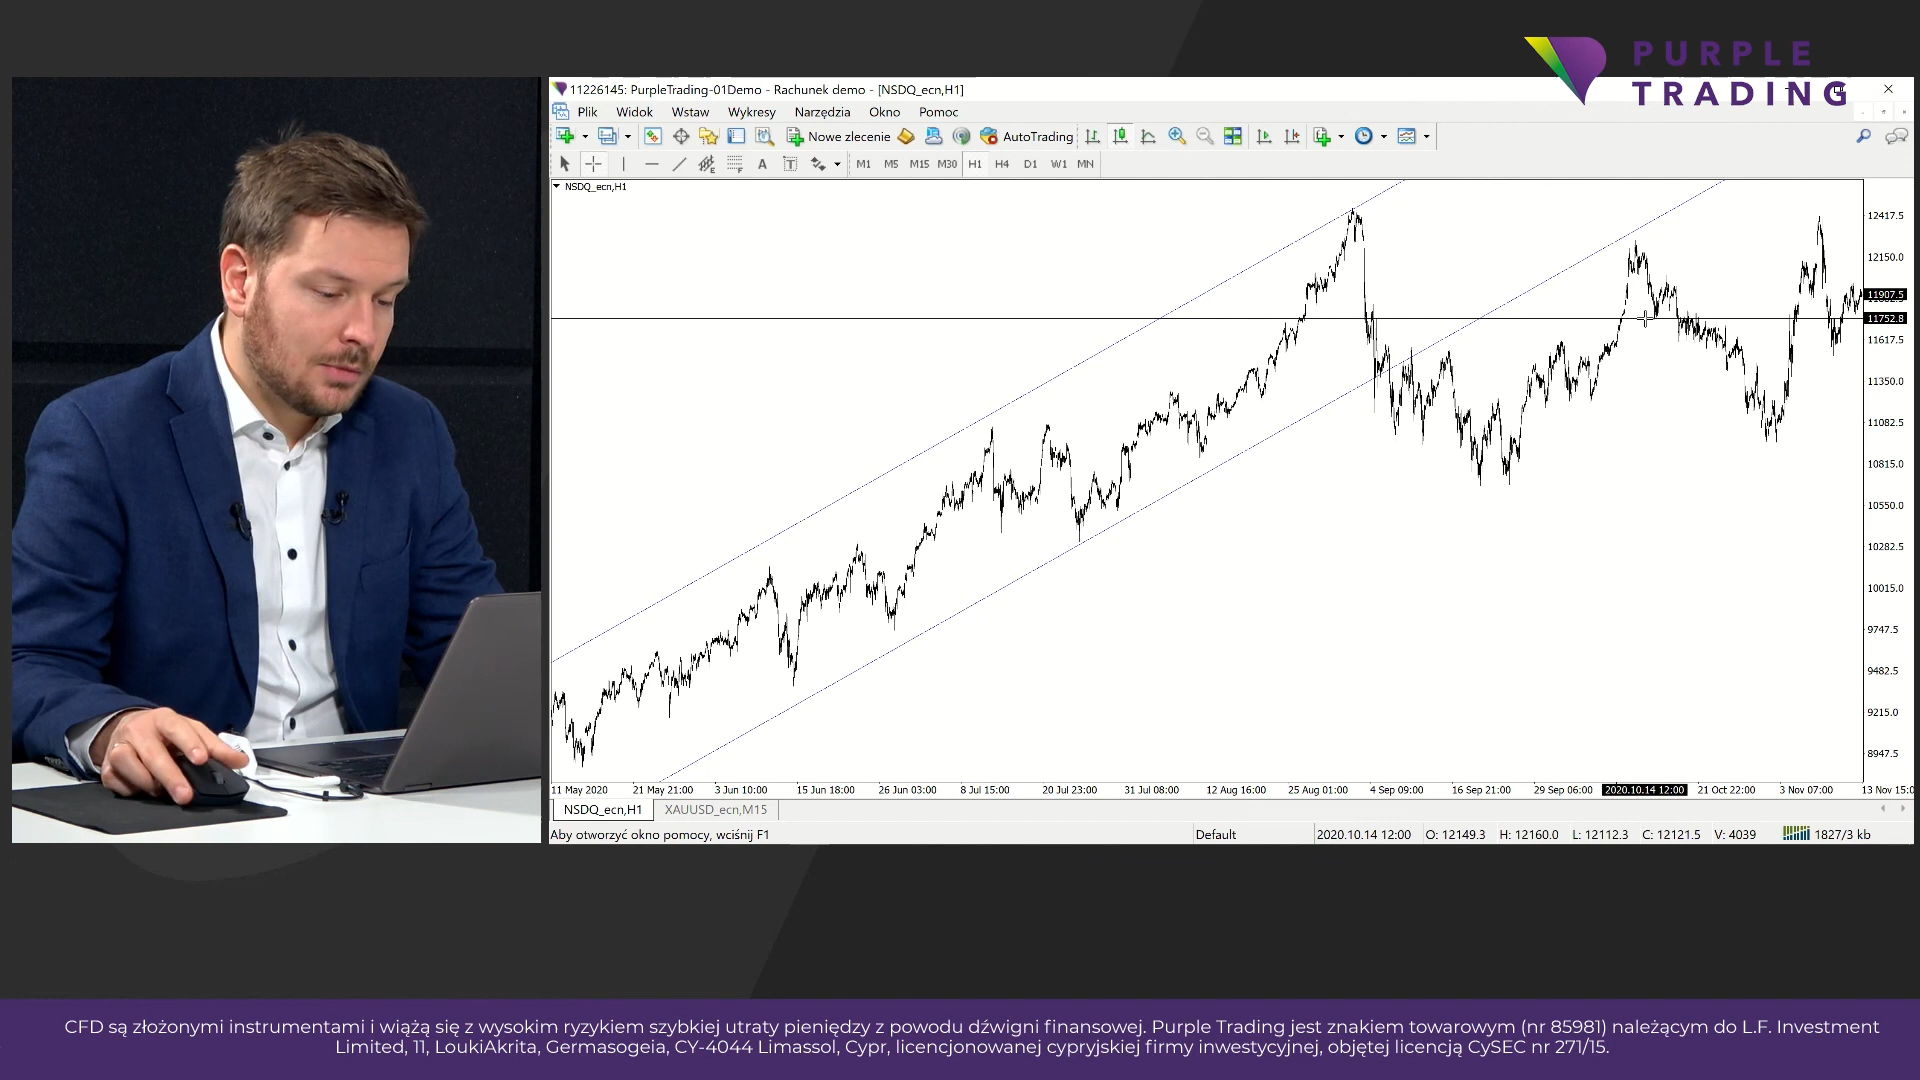 PURPLE
TRADING
11226145: PurpleTrading-01Demo - Rachunek demo - [NSDQ_ecn,H1]
Plik Widok Wstaw Wykresy Narzędzia Okno Pomoc
Nowe zlecenie AutoTrading
A T M1 M5 M15 M30 H1 H4 D1 W1 MN
NSDQ_ecn,H1
12417.5
12150.0
11907.5
11752.8
11617.5
11350.0
11082.5
10815.0
10550.0
10282.5
10015.0
9747.5
9482.5
9215.0
8947.5
11 May 2020 21 May 21:00 3 Jun 10:00 15 Jun 18:00 26 Jun 03:00 8 Jul 15:00 20 Jul 23:00 31 Jul 08:00 12 Aug 16:00 25 Aug 01:00 4 Sep 09:00 16 Sep 21:00 29 Sep 06:00 2020.10.14 12:00 21 Oct 22:00 3 Nov 07:00 13 Nov 15:0
NSDQ_ecn,H1 XAUUSD_ecn,M15
Aby otworzyć okno pomocy, wciśnij F1 Default 2020.10.14 12:00 O: 12149.3 H: 12160.0 L: 12112.3 C: 12121.5 V: 4039 1827/3 kb
CFD są złożonymi instrumentami i wiążą się z wysokim ryzykiem szybkiej utraty pieniędzy z powodu dźwigni finansowej. Purple Trading jest znakiem towarowym (nr 85981) należącym do L.F. Investment
Limited, 11, LoukiAkrita, Germasogeia, CY-4044 Limassol, Cypr, licencjonowanej cypryjskiej firmy inwestycyjnej, objętej licencją CySEC nr 271/15.